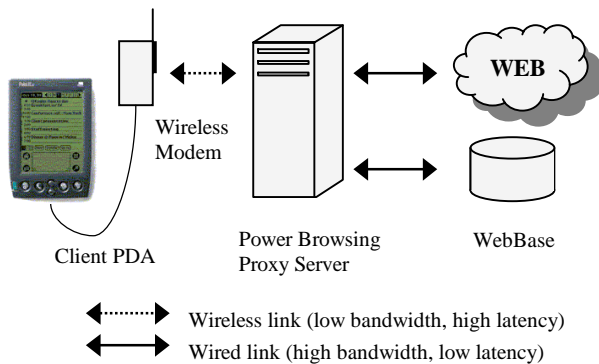 WEB
Wireless
Modem
Client PDA
Power Browsing
Proxy Server
WebBase
Wireless link (low bandwidth, high latency)
Wired link (high bandwidth, low latency)